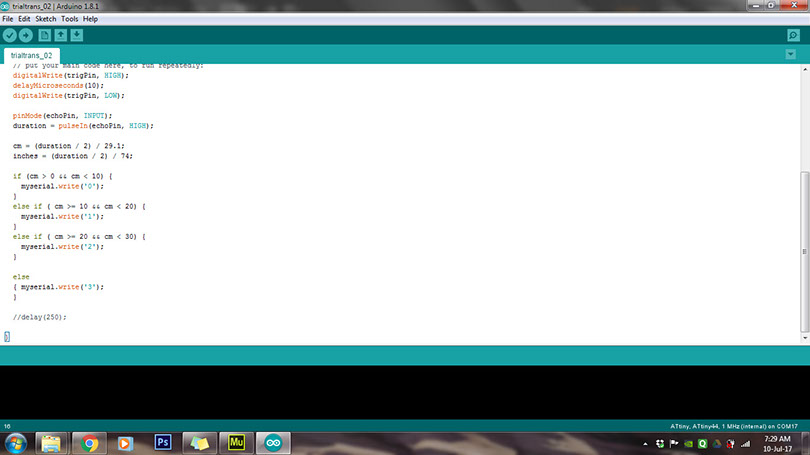 trialtrans_02 | Arduino 1.8.1
File Edit Sketch Tools Help
trialtrans_02
// put your main code here, to run repeatedly:
digitalWrite(trigPin, HIGH);
delayMicroseconds(10);
digitalWrite(trigPin, LOW);
pinMode(echoPin, INPUT);
duration = pulseIn(echoPin, HIGH);
cm = (duration / 2) / 29.1;
inches = (duration / 2) / 74;
if (cm > 0 && cm < 10) {
myserial.write('0');
}
else if ( cm >= 10 && cm < 20) {
myserial.write('1');
}
else if ( cm >= 20 && cm < 30) {
myserial.write('2');
}
else
{ myserial.write('3');
}
//delay(250);
}
16
ATtiny, ATtiny44, 1 MHz (internal) on COM17
Ps
Mu
7:29 AM
10-Jul-17